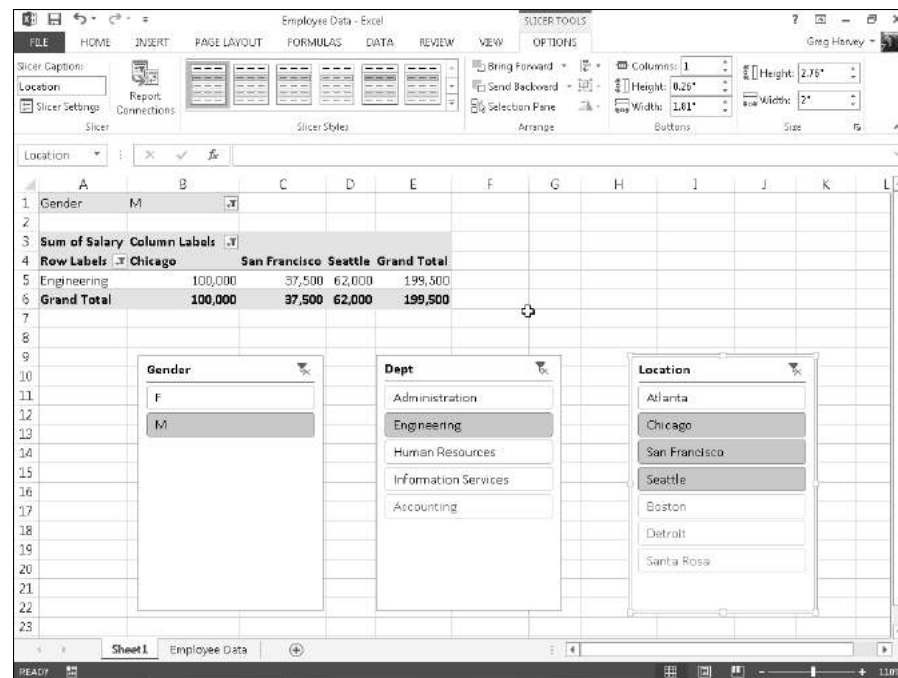 Employee Data - Excel
SLICER TOOLS
FILE HOME INSERT PAGE LAYOUT FORMULAS DATA REVIEW VIEW OPTIONS Greg Harvey
Slicer Caption:
Location
Slicer Settings
Report
Connections
Slicer
Slicer Styles
Bring Forward
Send Backward
Selection Pane
Arrange
Columns: 1
Height: 0.26"
Width: 1.81"
Buttons
Height: 2.76"
Width: 2"
Size
Location fx
A B C D E F G H I J K L
1 Gender M
2
3 Sum of Salary Column Labels
4 Row Labels Chicago San Francisco Seattle Grand Total
5 Engineering 100,000 37,500 62,000 199,500
6 Grand Total 100,000 37,500 62,000 199,500
7
8
9
10
11
12
13
14
15
16
17
18
19
20
21
22
23
Gender
F
M
Dept
Administration
Engineering
Human Resources
Information Services
Accounting
Location
Atlanta
Chicago
San Francisco
Seattle
Boston
Detroit
Santa Rosa
Sheet1 Employee Data
READY